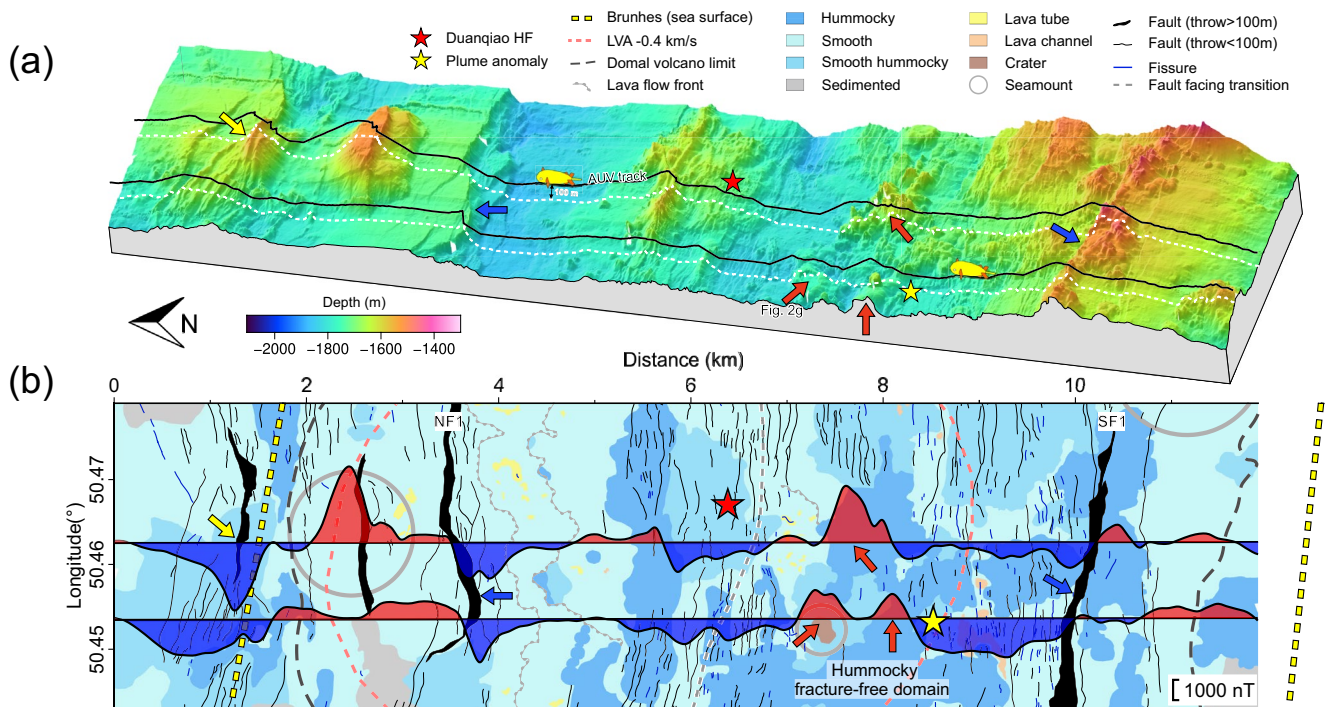 (a)
Duanqiao HF
Plume anomaly
Brunhes (sea surface)
LVA -0.4 km/s
Domal volcano limit
Lava flow front
Hummocky
Smooth
Smooth hummocky
Sedimented
Lava tube
Lava channel
Crater
Seamount
Fault (throw>100m)
Fault (throw<100m)
Fissure
Fault facing transition
AUV track
100 m
Fig. 2g
N
Depth (m)
−2000 −1800 −1600 −1400
(b)
Distance (km)
0 2 4 6 8 10
NF1
SF1
Longitude(°)
50.47
50.46
50.45
Hummocky
fracture-free domain
1000 nT